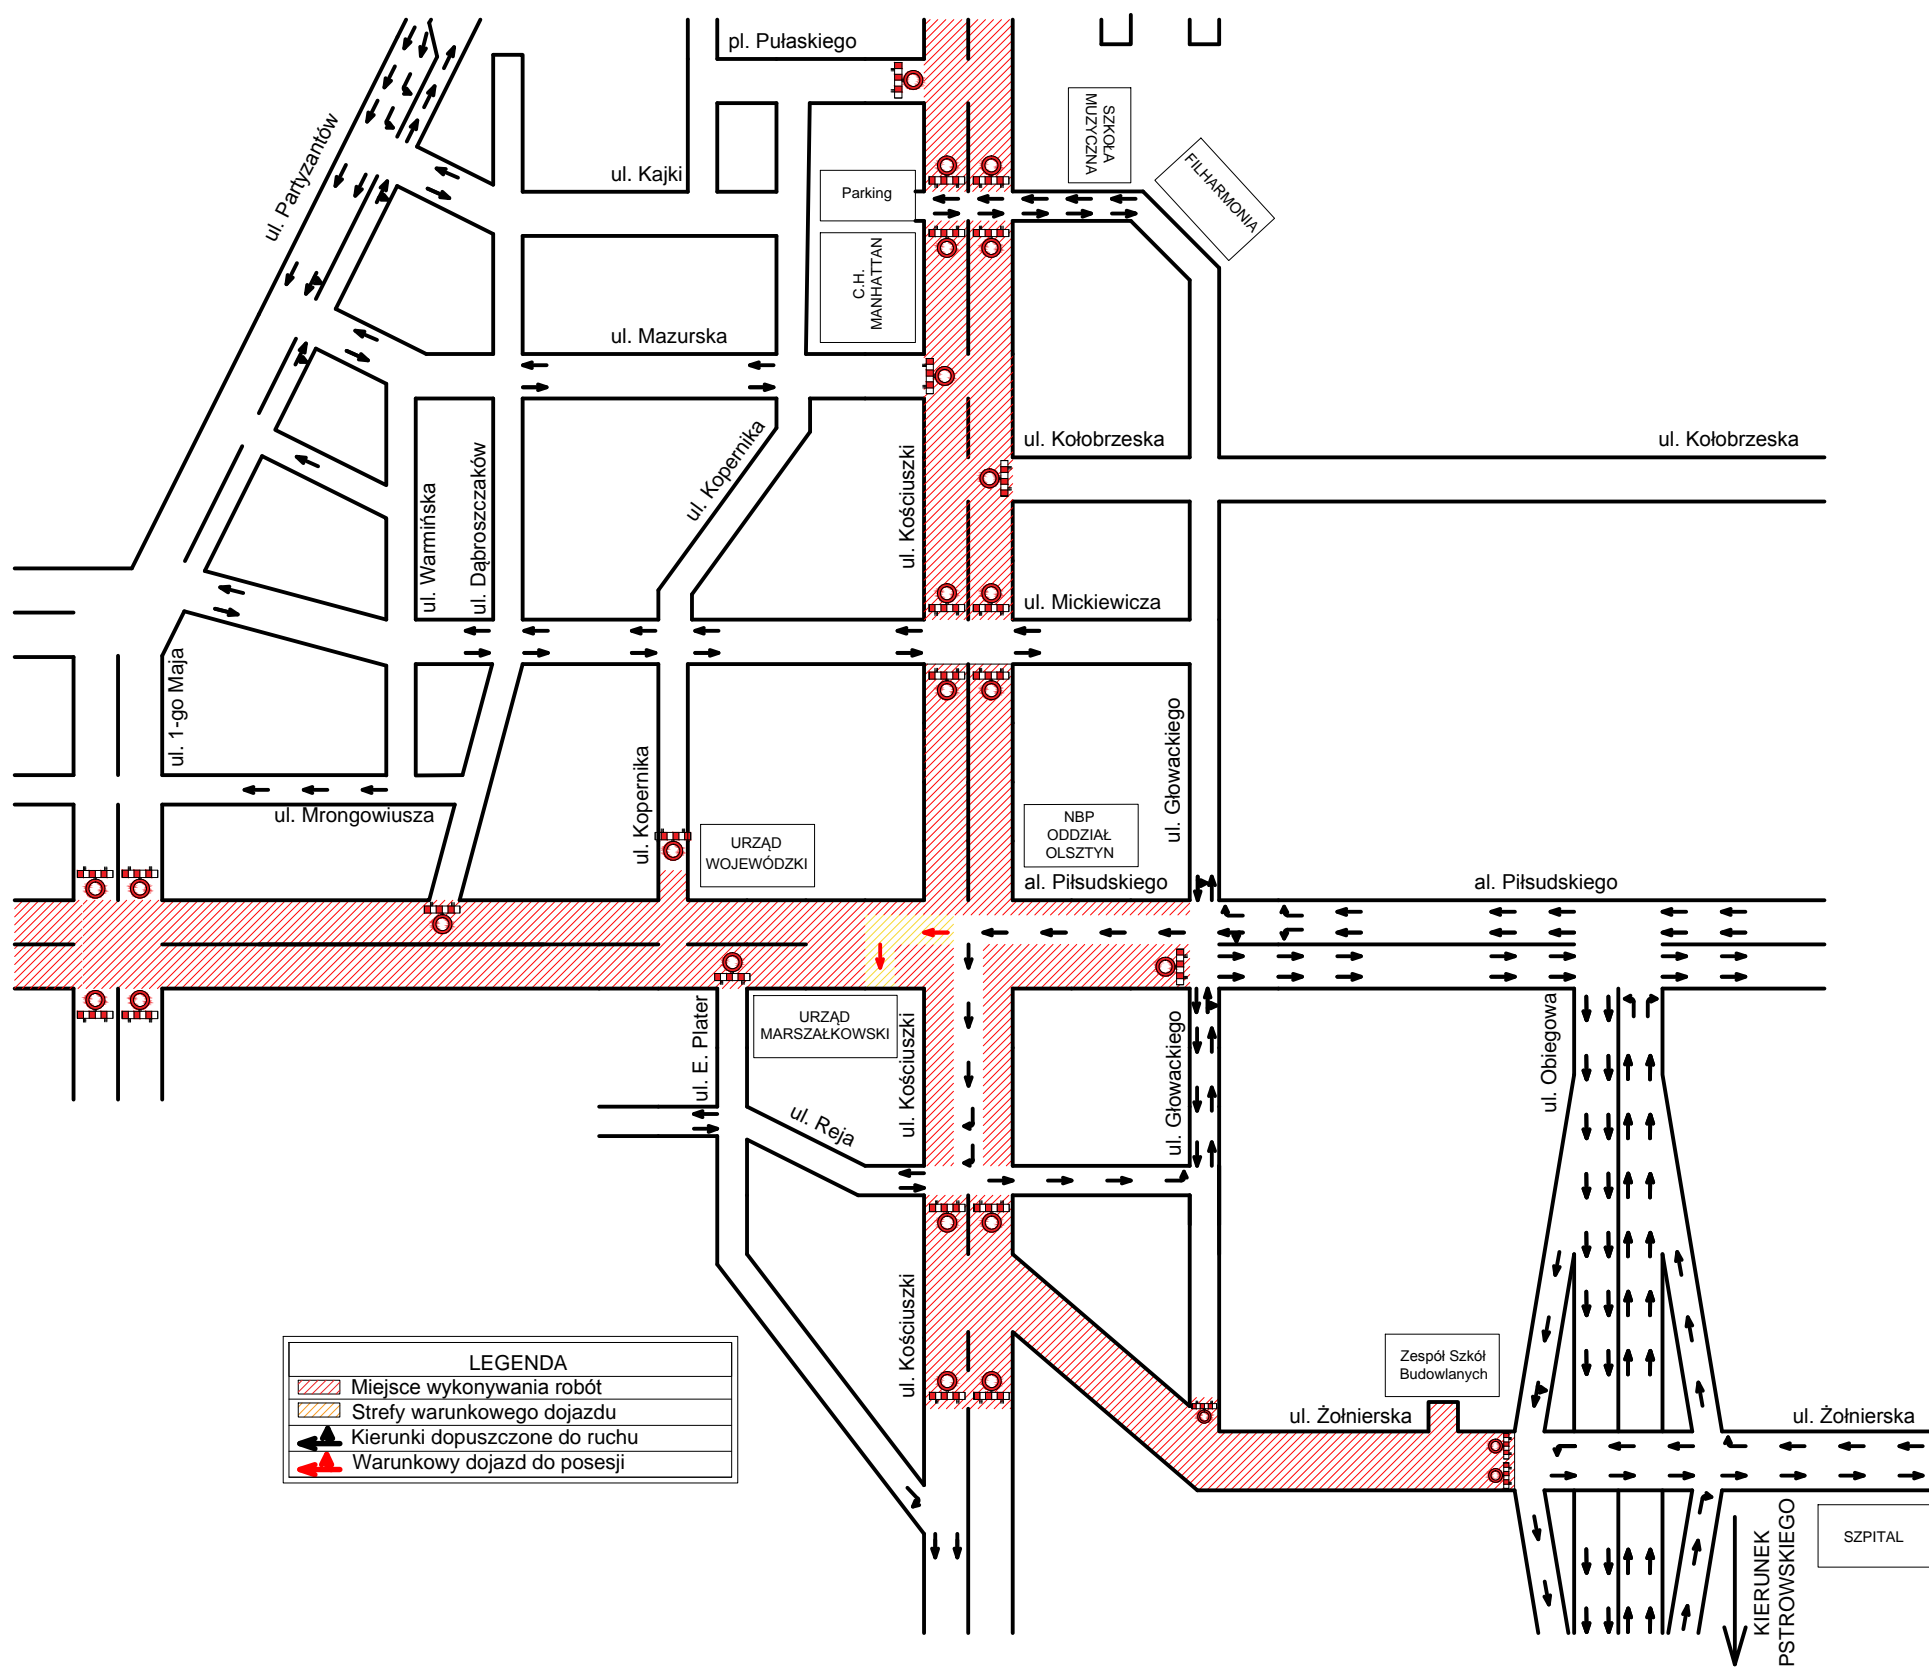 pl. Pułaskiego
SZKOŁA
MUZYCZNA
FILHARMONIA
ul. Partyzantów
ul. Kajki
Parking
C.H.
MANHATTAN
ul. Mazurska
ul. Kopernika
ul. Kościuszki
ul. Kołobrzeska
ul. Kołobrzeska
ul. Warmińska
ul. Dąbroszczaków
ul. Mickiewicza
ul. 1-go Maja
ul. Głowackiego
ul. Kopernika
ul. Mrongowiusza
URZĄD
WOJEWÓDZKI
NBP
ODDZIAŁ
OLSZTYN
al. Piłsudskiego
al. Piłsudskiego
ul. E. Plater
URZĄD
MARSZAŁKOWSKI
ul. Kościuszki
ul. Głowackiego
ul. Obiegowa
ul. Reja
ul. Kościuszki
LEGENDA
Miejsce wykonywania robót
Strefy warunkowego dojazdu
Kierunki dopuszczone do ruchu
Warunkowy dojazd do posesji
Zespół Szkół
Budowlanych
ul. Żołnierska
ul. Żołnierska
KIERUNEK
PSTROWSKIEGO
SZPITAL